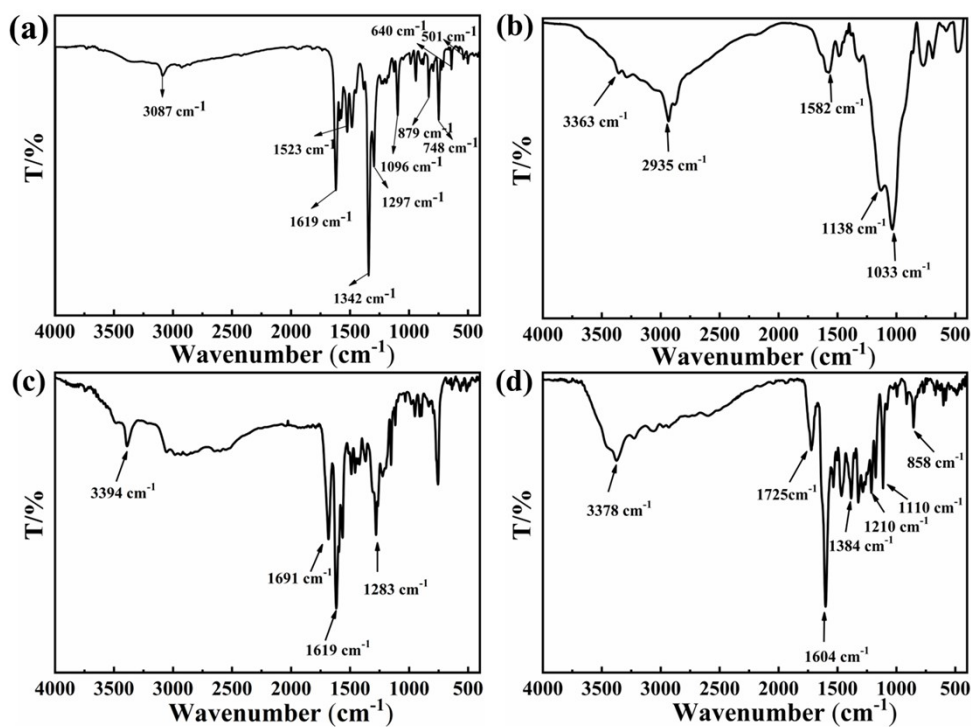 (a)
640 cm⁻¹
501 cm⁻¹
3087 cm⁻¹
1523 cm⁻¹
879 cm⁻¹
748 cm⁻¹
1096 cm⁻¹
1619 cm⁻¹
1297 cm⁻¹
1342 cm⁻¹
T/%
4000 3500 3000 2500 2000 1500 1000 500
Wavenumber (cm⁻¹)
(b)
3363 cm⁻¹
2935 cm⁻¹
1582 cm⁻¹
1138 cm⁻¹
1033 cm⁻¹
T/%
4000 3500 3000 2500 2000 1500 1000 500
Wavenumber (cm⁻¹)
(c)
3394 cm⁻¹
1691 cm⁻¹
1283 cm⁻¹
1619 cm⁻¹
T/%
4000 3500 3000 2500 2000 1500 1000 500
Wavenumber (cm⁻¹)
(d)
3378 cm⁻¹
1725cm⁻¹
858 cm⁻¹
1110 cm⁻¹
1210 cm⁻¹
1384 cm⁻¹
1604 cm⁻¹
T/%
4000 3500 3000 2500 2000 1500 1000 500
Wavenumber (cm⁻¹)